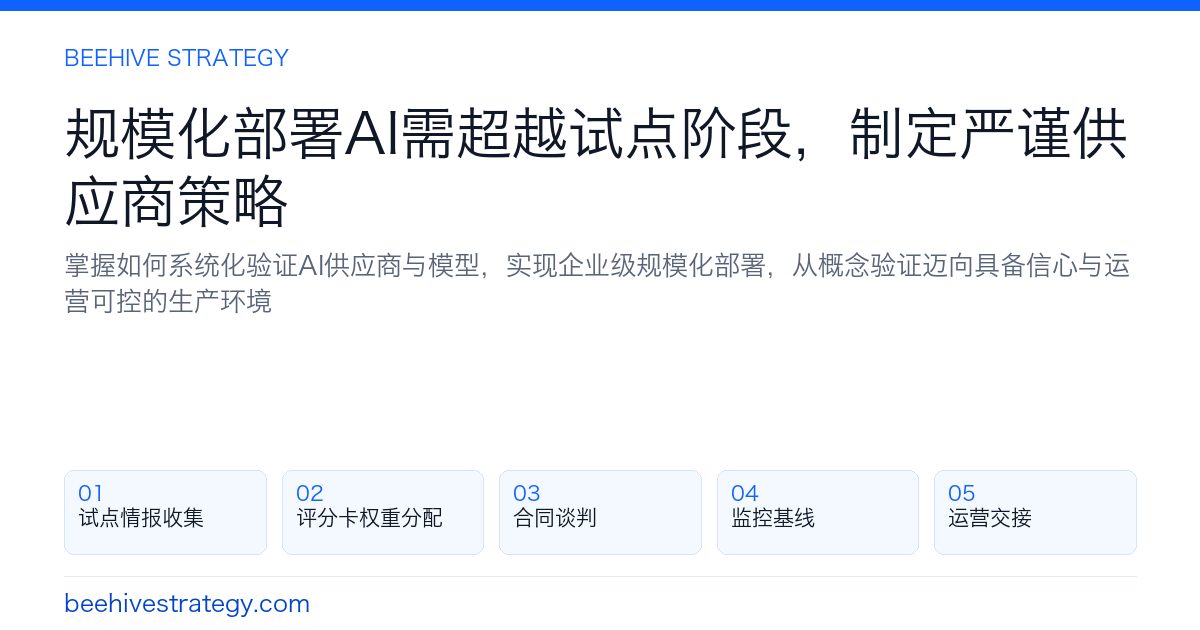 BEEHIVE STRATEGY
规模化部署AI需超越试点阶段，制定严谨供
应商策略
掌握如何系统化验证AI供应商与模型，实现企业级规模化部署，从概念验证迈向具备信心与运
营可控的生产环境
01
试点情报收集
02
评分卡权重分配
03
合同谈判
04
监控基线
05
运营交接
beehivestrategy.com